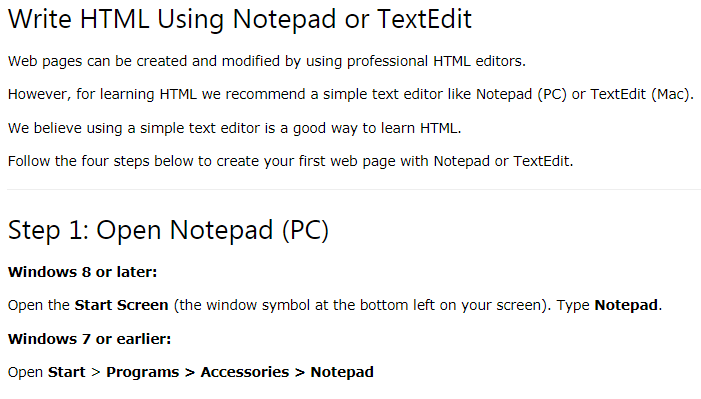 Write HTML Using Notepad or TextEdit
Web pages can be created and modified by using professional HTML editors.
However, for learning HTML we recommend a simple text editor like Notepad (PC) or TextEdit (Mac).
We believe using a simple text editor is a good way to learn HTML.
Follow the four steps below to create your first web page with Notepad or TextEdit.
Step 1: Open Notepad (PC)
Windows 8 or later:
Open the Start Screen (the window symbol at the bottom left on your screen). Type Notepad.
Windows 7 or earlier:
Open Start > Programs > Accessories > Notepad